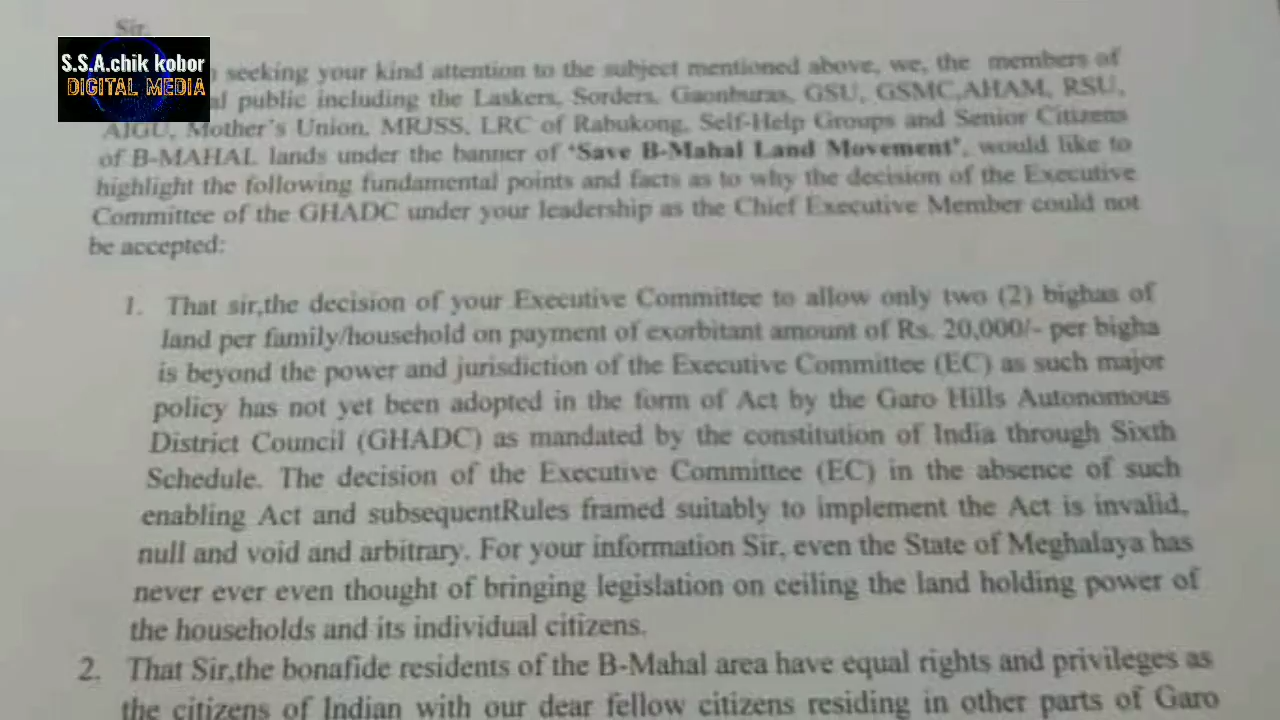 Sir,
S.S.A.chik kobor
DIGITAL MEDIA
seeking your kind attention to the subject mentioned above, we, the members of
al public including the Laskers, Sorders, Gaonburas, GSU, GSMC,AHAM, RSU,
AJGU, Mother's Union, MRJSS, LRC of Rabukong, Self-Help Groups and Senior Citizens
of B-MAHAL lands under the banner of 'Save B-Mahal Land Movement', would like to
highlight the following fundamental points and facts as to why the decision of the Executive
Committee of the GHADC under your leadership as the Chief Executive Member could not
be accepted:
1. That sir,the decision of your Executive Committee to allow only two (2) bighas of
land per family/household on payment of exorbitant amount of Rs. 20,000/- per bigha
is beyond the power and jurisdiction of the Executive Committee (EC) as such major
policy has not yet been adopted in the form of Act by the Garo Hills Autonomous
District Council (GHADC) as mandated by the constitution of India through Sixth
Schedule. The decision of the Executive Committee (EC) in the absence of such
enabling Act and subsequentRules framed suitably to implement the Act is invalid,
null and void and arbitrary. For your information Sir, even the State of Meghalaya has
never ever even thought of bringing legislation on ceiling the land holding power of
the households and its individual citizens.
2. That Sir,the bonafide residents of the B-Mahal area have equal rights and privileges as
the citizens of Indian with our dear fellow citizens residing in other parts of Garo